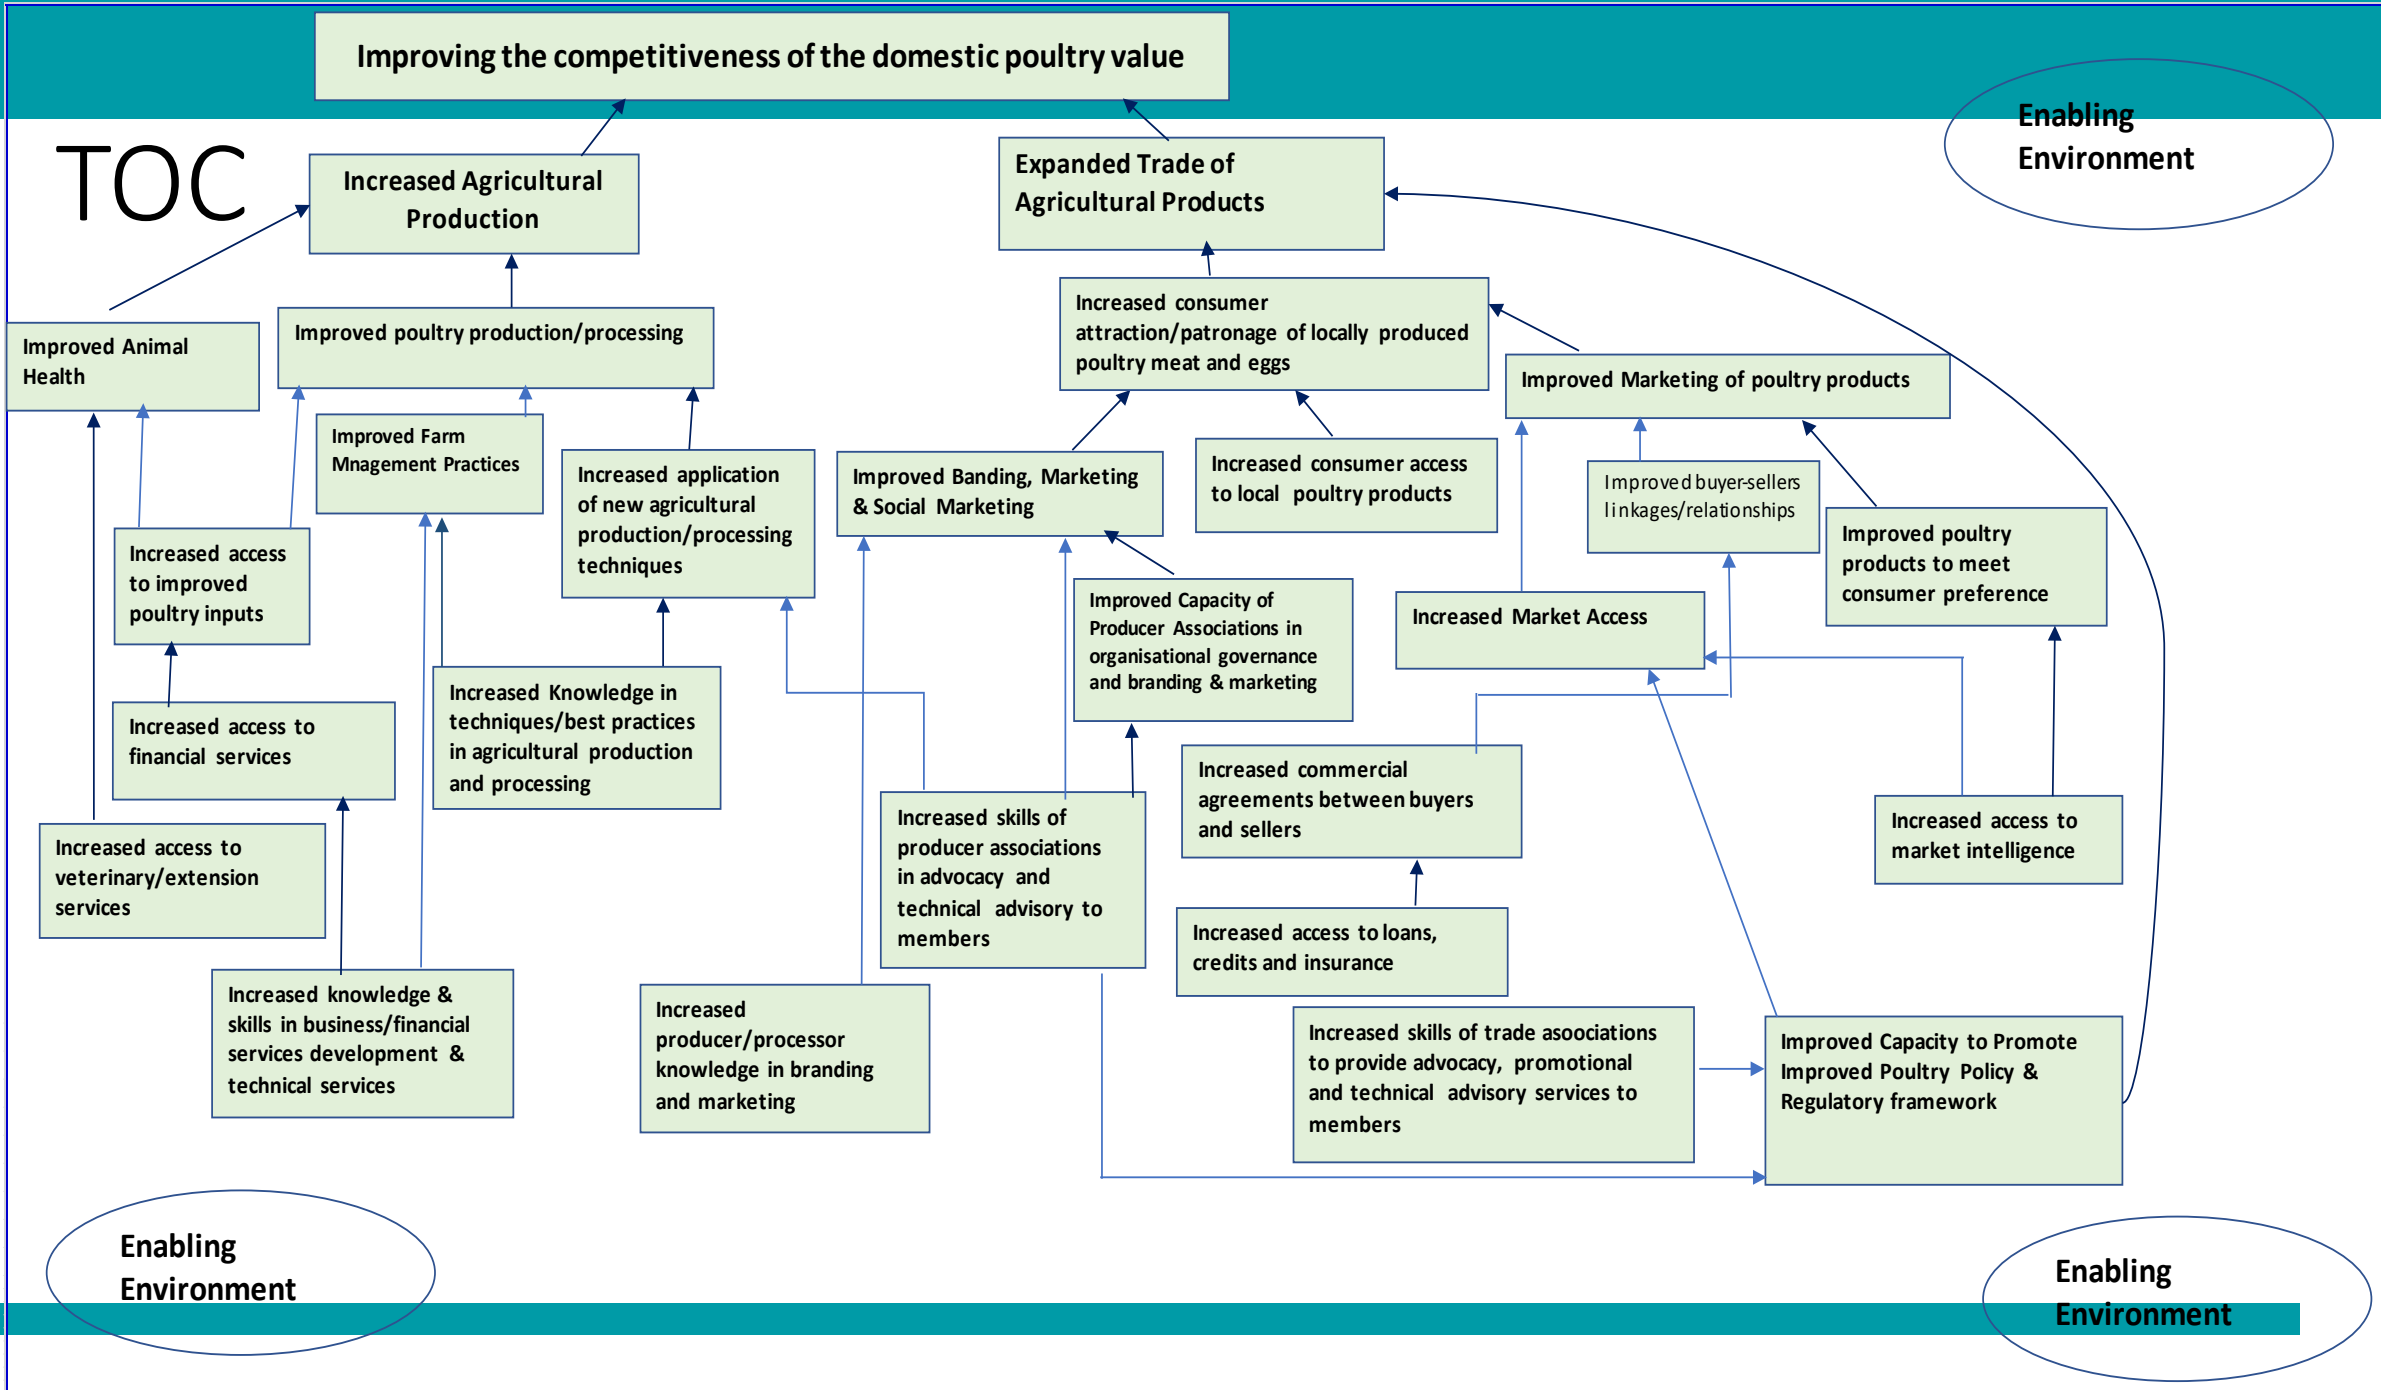 Improving the competitiveness of the domestic poultry value
Enabling
Environment
TOC
Increased Agricultural
Production
Expanded Trade of
Agricultural Products
Improved Animal
Health
Improved poultry production/processing
Increased consumer
attraction/patronage of locally produced
poultry meat and eggs
Improved Marketing of poultry products
Improved Farm
Mnagement Practices
Increased application
of new agricultural
production/processing
techniques
Improved Banding, Marketing
& Social Marketing
Increased consumer access
to local poultry products
Improved buyer-sellers
linkages/relationships
Improved poultry
products to meet
consumer preference
Increased access
to improved
poultry inputs
Improved Capacity of
Producer Associations in
organisational governance
and branding & marketing
Increased Market Access
Increased access to
financial services
Increased Knowledge in
techniques/best practices
in agricultural production
and processing
Increased commercial
agreements between buyers
and sellers
Increased access to
veterinary/extension
services
Increased skills of
producer associations
in advocacy and
technical advisory to
members
Increased access to
market intelligence
Increased access to loans,
credits and insurance
Increased knowledge &
skills in business/financial
services development &
technical services
Increased
producer/processor
knowledge in branding
and marketing
Increased skills of trade asoociations
to provide advocacy, promotional
and technical advisory services to
members
Improved Capacity to Promote
Improved Poultry Policy &
Regulatory framework
Enabling
Environment
Enabling
Environment